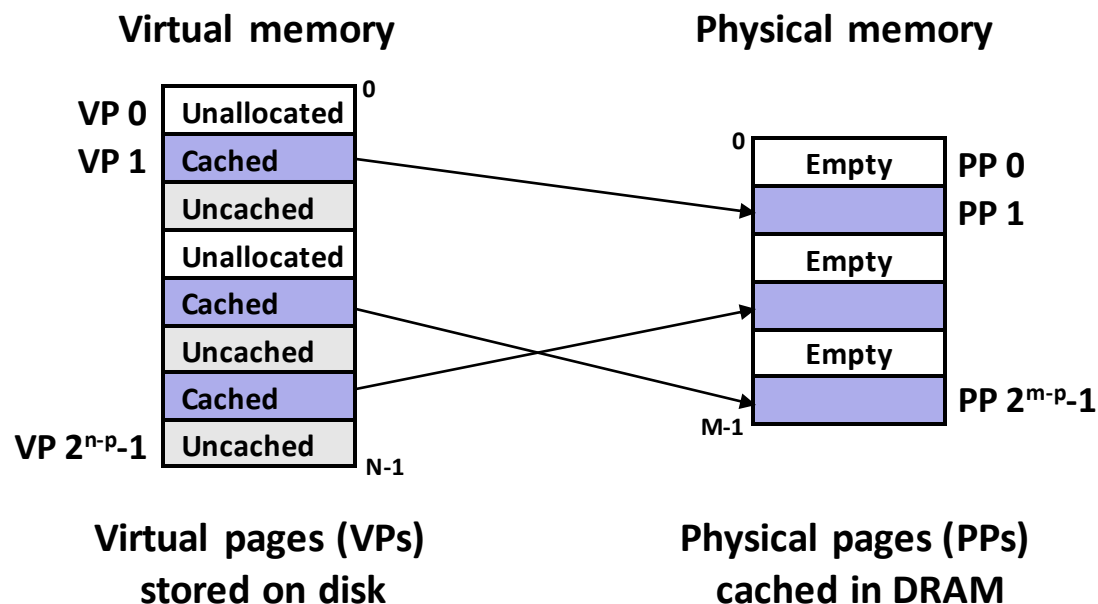 Virtual memory
Physical memory
0
VP 0
Unallocated
VP 1
Cached
Uncached
Unallocated
Cached
Uncached
Cached
VP 2^{n-p}-1
Uncached
N-1
0
Empty
PP 0
PP 1
Empty
Empty
PP 2^{m-p}-1
M-1
Virtual pages (VPs)
stored on disk
Physical pages (PPs)
cached in DRAM